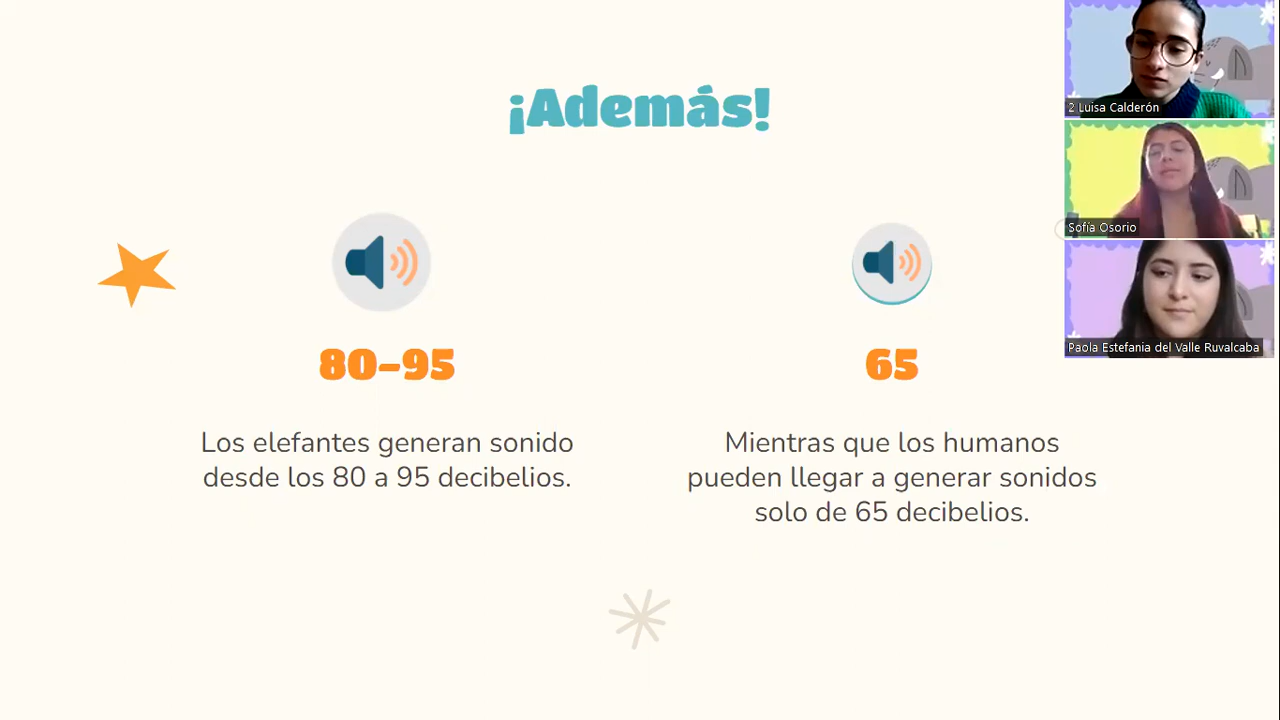 ¡Además!
80-95
Los elefantes generan sonido
desde los 80 a 95 decibelios.
65
Mientras que los humanos
pueden llegar a generar sonidos
solo de 65 decibelios.
2 Luisa Calderón
Sofía Osorio
Paola Estefania del Valle Ruvalcaba